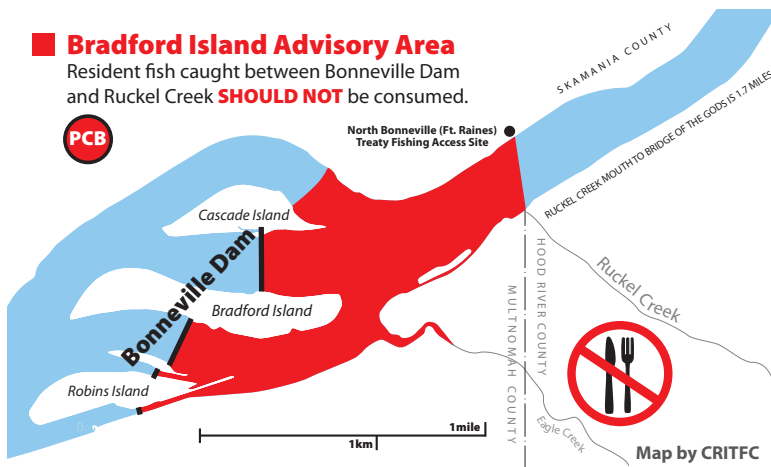 Bradford Island Advisory Area
Resident fish caught between Bonneville Dam
and Ruckel Creek SHOULD NOT be consumed.
PCB
North Bonneville (Ft. Raines)
Treaty Fishing Access Site
SKAMANIA COUNTY
RUCKEL CREEK MOUTH TO BRIDGE OF THE GODS IS 1.7 MILES
Cascade Island
Bonneville Dam
Bradford Island
Robins Island
HOOD RIVER COUNTY
MULTNOMAH COUNTY
Ruckel Creek
Eagle Creek
1mile
1km
Map by CRITFC